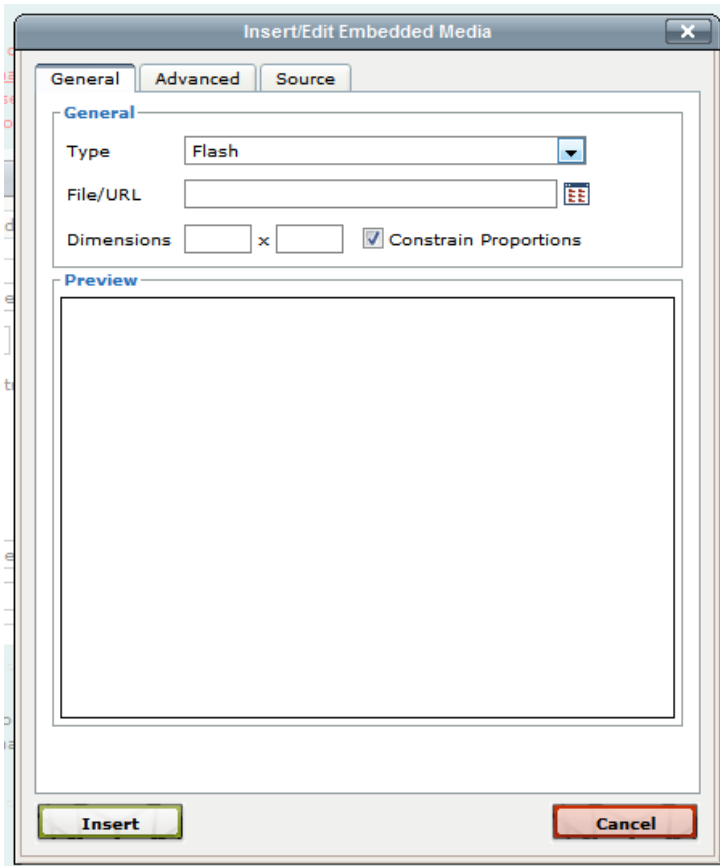 Insert/Edit Embedded Media
General Advanced Source
General
Type Flash
File/URL
Dimensions x Constrain Proportions
Preview
Insert Cancel